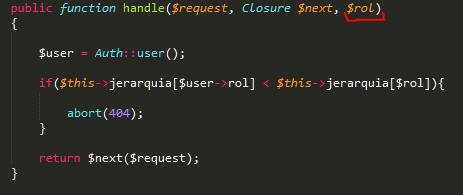 public function handle($request, Closure $next, $rol)
{
$user = Auth::user();
if($this->jerarquia[$user->rol] < $this->jerarquia[$rol]){
abort(404);
}
return $next($request);
}